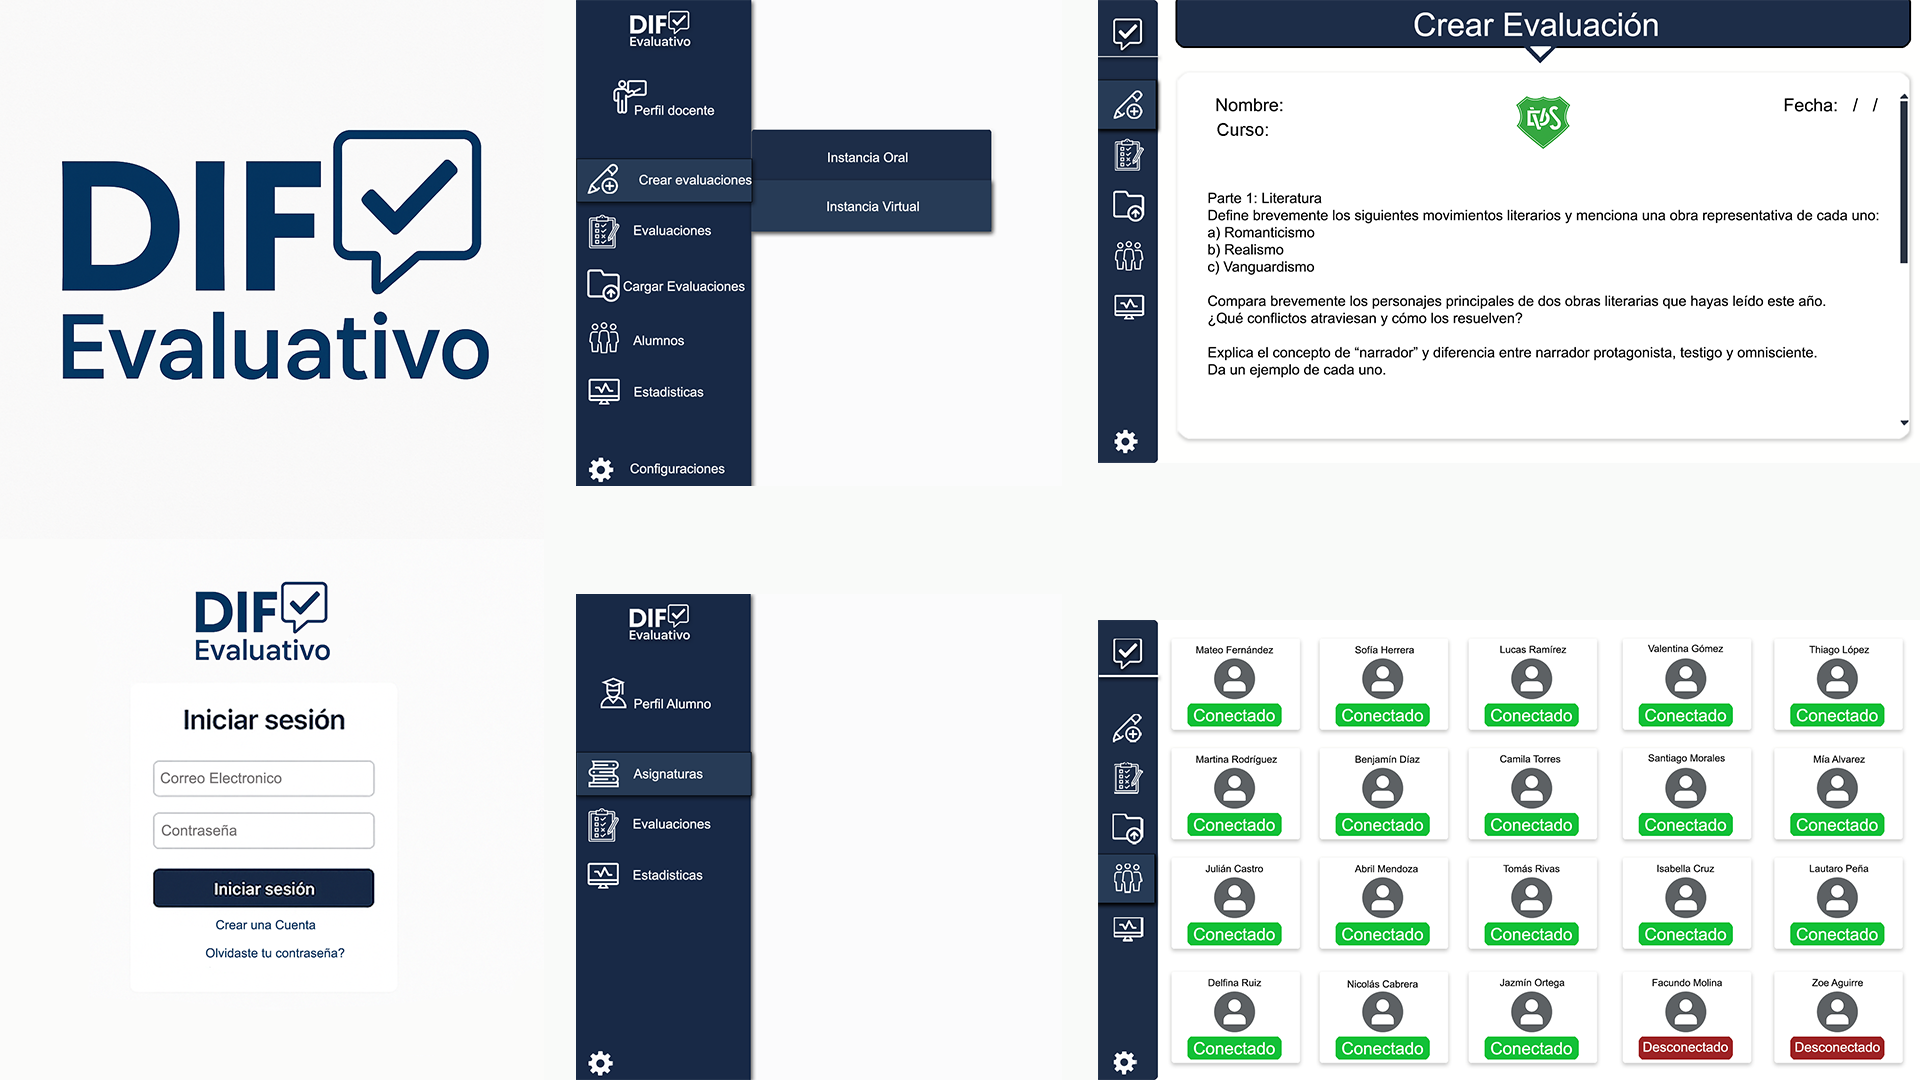 DIF
Evaluativo
DIF
Evaluativo
Perfil docente
Crear evaluaciones
Evaluaciones
Cargar Evaluaciones
Alumnos
Estadisticas
Configuraciones
Instancia Oral
Instancia Virtual
Crear Evaluación
Nombre:
Curso:
EVDS
Fecha: / /
Parte 1: Literatura
Define brevemente los siguientes movimientos literarios y menciona una obra representativa de cada uno:
a) Romanticismo
b) Realismo
c) Vanguardismo
Compara brevemente los personajes principales de dos obras literarias que hayas leído este año.
¿Qué conflictos atraviesan y cómo los resuelven?
Explica el concepto de “narrador” y diferencia entre narrador protagonista, testigo y omnisciente.
Da un ejemplo de cada uno.
DIF
Evaluativo
Iniciar sesión
Correo Electronico
Contraseña
Iniciar sesión
Crear una Cuenta
Olvidaste tu contraseña?
DIF
Evaluativo
Perfil Alumno
Asignaturas
Evaluaciones
Estadisticas
Mateo Fernández
Conectado
Sofía Herrera
Conectado
Lucas Ramírez
Conectado
Valentina Gómez
Conectado
Thiago López
Conectado
Martina Rodríguez
Conectado
Benjamín Díaz
Conectado
Camila Torres
Conectado
Santiago Morales
Conectado
Mía Alvarez
Conectado
Julián Castro
Conectado
Abril Mendoza
Conectado
Tomás Rivas
Conectado
Isabella Cruz
Conectado
Lautaro Peña
Conectado
Delfina Ruiz
Conectado
Nicolás Cabrera
Conectado
Jazmín Ortega
Conectado
Facundo Molina
Desconectado
Zoe Aguirre
Desconectado